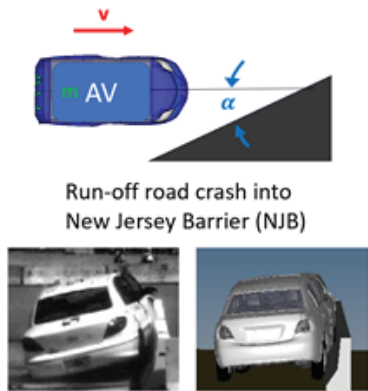 v
m AV
α
Run-off road crash into
New Jersey Barrier (NJB)